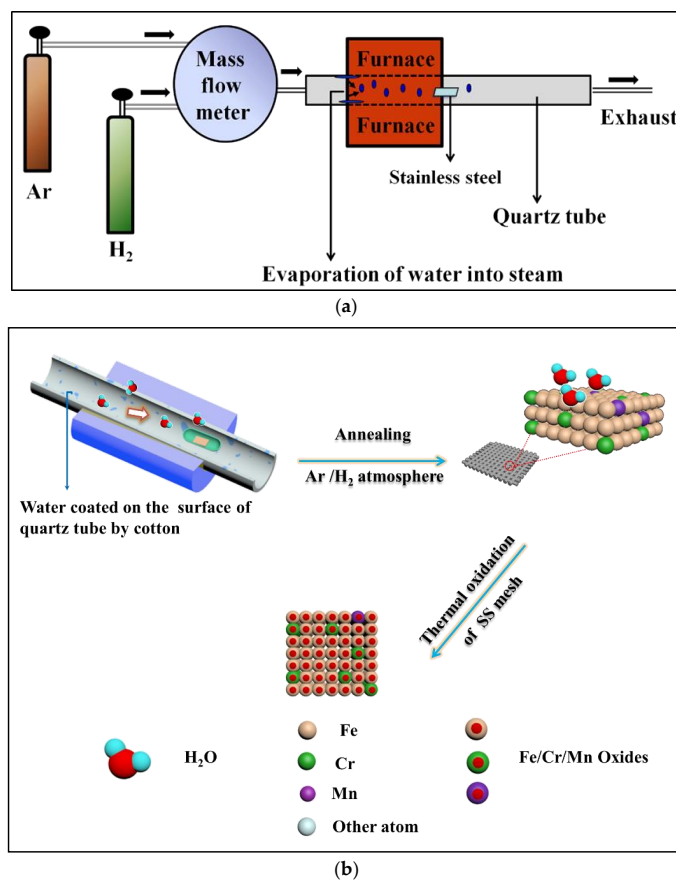 Ar
H2
Mass
flow
meter
Furnace
Furnace
Exhaust
Stainless steel
Quartz tube
Evaporation of water into steam
(a)
Annealing
Ar /H2 atmosphere
Water coated on the surface of
quartz tube by cotton
Thermal oxidation
of SS mesh
H2O
Fe
Cr
Mn
Other atom
Fe/Cr/Mn Oxides
(b)